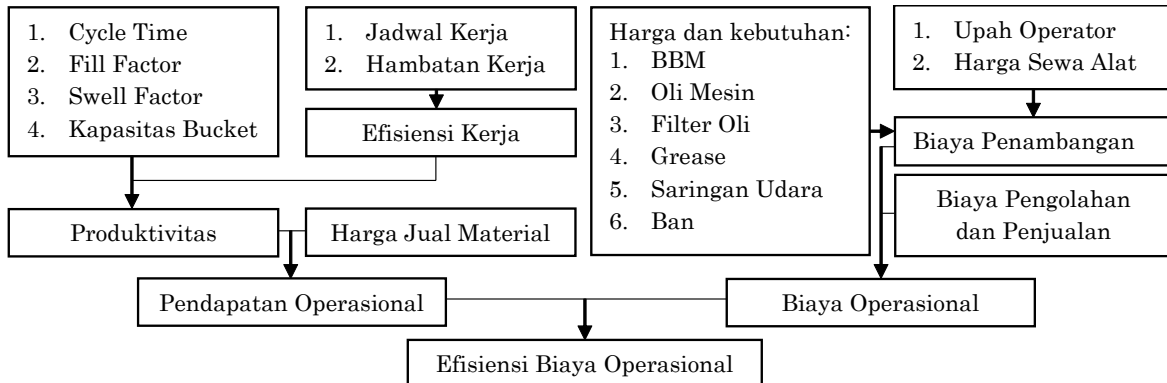 1. Cycle Time
2. Fill Factor
3. Swell Factor
4. Kapasitas Bucket
1. Jadwal Kerja
2. Hambatan Kerja
Efisiensi Kerja
Harga dan kebutuhan:
1. BBM
2. Oli Mesin
3. Filter Oli
4. Grease
5. Saringan Udara
6. Ban
1. Upah Operator
2. Harga Sewa Alat
Biaya Penambangan
Biaya Pengolahan
dan Penjualan
Produktivitas
Harga Jual Material
Pendapatan Operasional
Biaya Operasional
Efisiensi Biaya Operasional